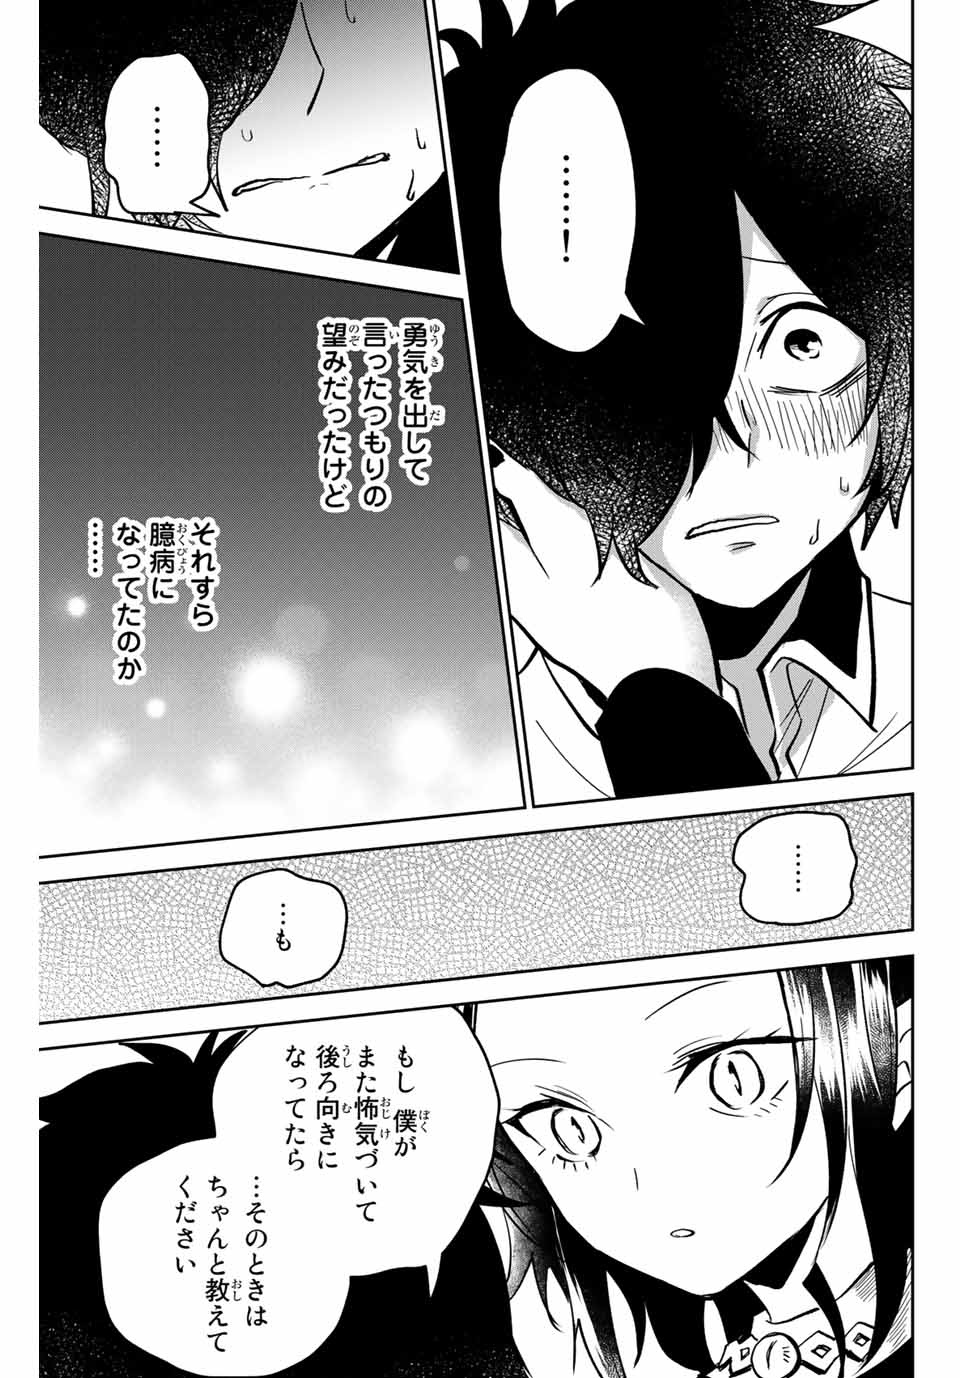 ………！
………
勇気を出して
言ったつもりの
望みだったけど
それすら
臆病に
なってたのか
……
………
…も
もし 僕が
また怖気づいて
後ろ向きに
なってたら
…そのときは
ちゃんと教えて
ください